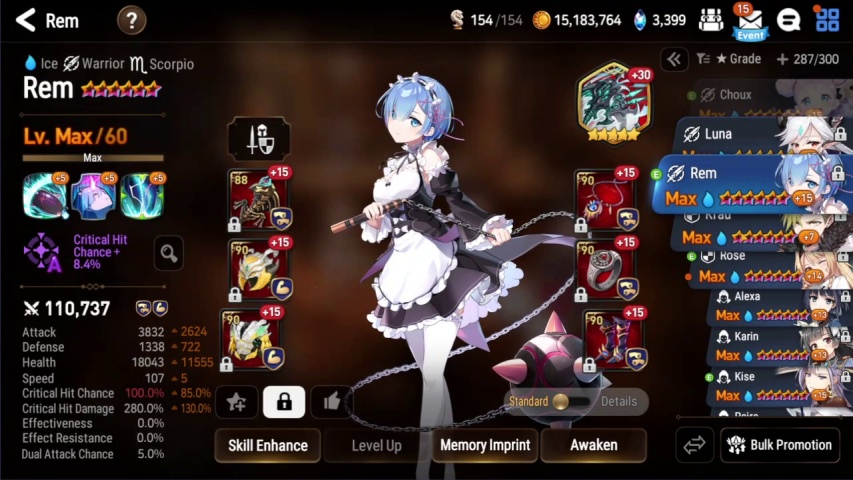 Rem ?
154/154 15,183,764 3,399 15
Event
Ice Warrior Scorpio
Rem
Lv. Max/60
Max
+5 +5 +5
Critical Hit
Chance +
8.4%
A
110,737
Attack 3832 2624
Defense 1338 722
Health 18043 11555
Speed 107 5
Critical Hit Chance 100.0% 85.0%
Critical Hit Damage 280.0% 130.0%
Effectiveness 0.0%
Effect Resistance 0.0%
Dual Attack Chance 5.0%
+30
88 +15
90 +15
90 +15
90 +15
90 +15
90 +15
Standard Details
Skill Enhance Level Up Memory Imprint Awaken
Grade + 287/300
Choux
Luna
E Rem
Max +15
Krau
Max +7
Rose
Max +14
Alexa
Max +13
Karin
Max +13
E Kise
Max +15
Bulk Promotion